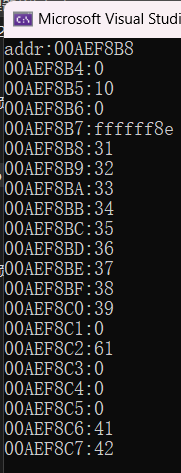 Microsoft Visual Studi
addr:00AEF8B8
00AEF8B4:0
00AEF8B5:10
00AEF8B6:0
00AEF8B7:ffffff8e
00AEF8B8:31
00AEF8B9:32
00AEF8BA:33
00AEF8BB:34
00AEF8BC:35
00AEF8BD:36
00AEF8BE:37
00AEF8BF:38
00AEF8C0:39
00AEF8C1:0
00AEF8C2:61
00AEF8C3:0
00AEF8C4:0
00AEF8C5:0
00AEF8C6:41
00AEF8C7:42